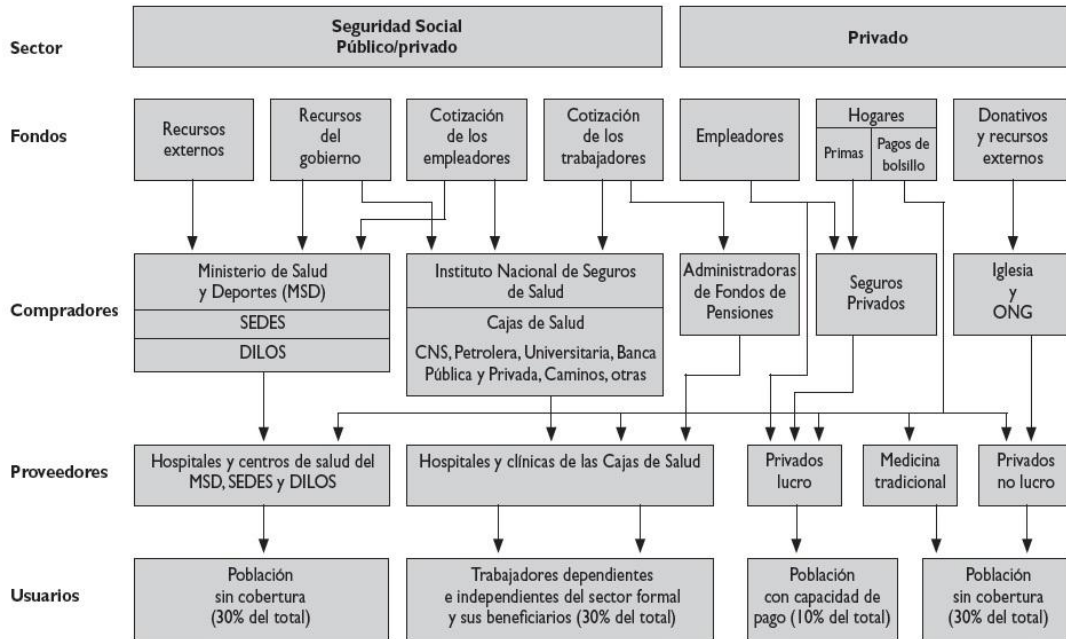 Sector
Seguridad Social
Público/privado
Privado
Fondos
Recursos
externos
Recursos
del
gobierno
Cotización
de los
empleadores
Cotización
de los
trabajadores
Empleadores
Hogares
Primas
Pagos de
bolsillo
Donativos
y recursos
externos
Compradores
Ministerio de Salud
y Deportes (MSD)
SEDES
DILOS
Instituto Nacional de Seguros
de Salud
Cajas de Salud
CNS, Petrolera, Universitaria, Banca
Pública y Privada, Caminos, otras
Administradoras
de Fondos de
Pensiones
Seguros
Privados
Iglesia
y
ONG
Proveedores
Hospitales y centros de salud del
MSD, SEDES y DILOS
Hospitales y clínicas de las Cajas de Salud
Privados
lucro
Medicina
tradicional
Privados
no lucro
Usuarios
Población
sin cobertura
(30% del total)
Trabajadores dependientes
e independientes del sector formal
y sus beneficiarios (30% del total)
Población
con capacidad de
pago (10% del total)
Población
sin cobertura
(30% del total)